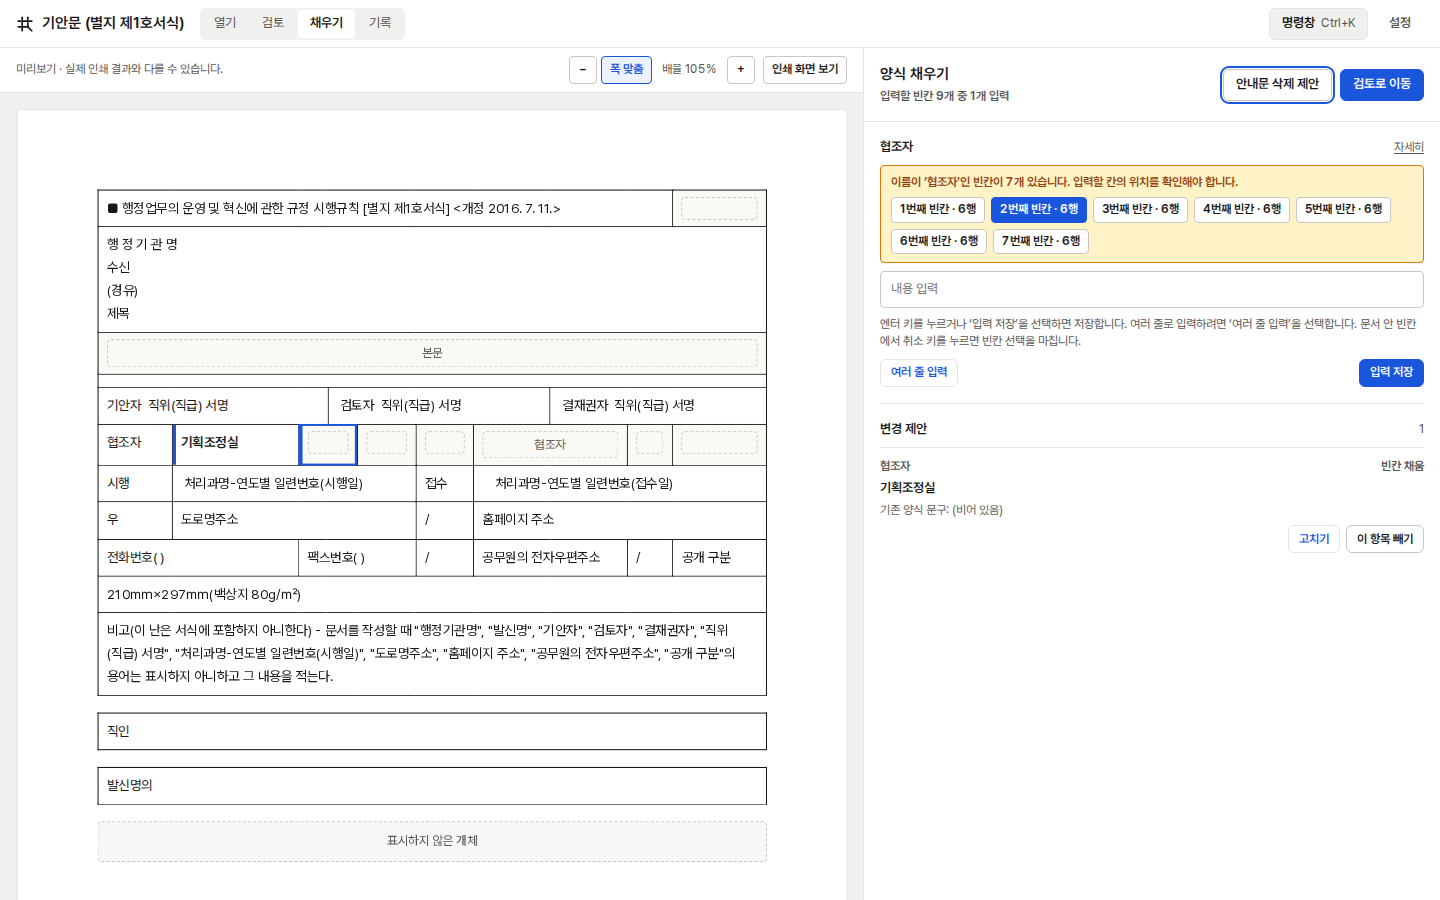 기안문 (별지 제1호서식)
열기 검토 채우기 기록
명령창 Ctrl+K 설정
미리보기 · 실제 인쇄 결과와 다를 수 있습니다.
− 폭 맞춤 배율 105% + 인쇄 화면 보기
■ 행정업무의 운영 및 혁신에 관한 규정 시행규칙 [별지 제1호서식] <개정 2016. 7. 11.>
행 정 기 관 명
수신
(경유)
제목
본문
기안자 직위(직급) 서명 검토자 직위(직급) 서명 결재권자 직위(직급) 서명
협조자 기획조정실 협조자
시행 처리과명-연도별 일련번호(시행일) 접수 처리과명-연도별 일련번호(접수일)
우 도로명주소 / 홈페이지 주소
전화번호( ) 팩스번호( ) / 공무원의 전자우편주소 / 공개 구분
210mm×297mm(백상지 80g/m²)
비고(이 난은 서식에 포함하지 아니한다) - 문서를 작성할 때 "행정기관명", "발신명", "기안자", "검토자", "결재권자", "직위
(직급) 서명", "처리과명-연도별 일련번호(시행일)", "도로명주소", "홈페이지 주소", "공무원의 전자우편주소", "공개 구분"의
용어는 표시하지 아니하고 그 내용을 적는다.
직인
발신명의
표시하지 않은 개체
양식 채우기
입력할 빈칸 9개 중 1개 입력
안내문 삭제 제안 검토로 이동
협조자 자세히
이름이 ‘협조자’인 빈칸이 7개 있습니다. 입력할 칸의 위치를 확인해야 합니다.
1번째 빈칸 · 6행 2번째 빈칸 · 6행 3번째 빈칸 · 6행 4번째 빈칸 · 6행 5번째 빈칸 · 6행
6번째 빈칸 · 6행 7번째 빈칸 · 6행
내용 입력
엔터 키를 누르거나 ‘입력 저장’을 선택하면 저장합니다. 여러 줄로 입력하려면 ‘여러 줄 입력’을 선택합니다. 문서 안 빈칸
에서 취소 키를 누르면 빈칸 선택을 마칩니다.
여러 줄 입력 입력 저장
변경 제안 1
협조자 빈칸 채움
기획조정실
기존 양식 문구: (비어 있음)
고치기 이 항목 빼기